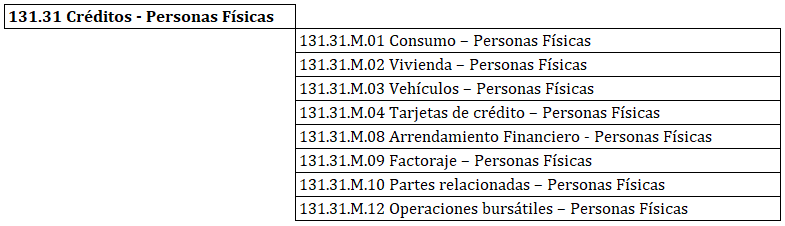 131.31 Créditos - Personas Físicas
131.31.M.01 Consumo – Personas Físicas
131.31.M.02 Vivienda – Personas Físicas
131.31.M.03 Vehículos – Personas Físicas
131.31.M.04 Tarjetas de crédito – Personas Físicas
131.31.M.08 Arrendamiento Financiero - Personas Físicas
131.31.M.09 Factoraje – Personas Físicas
131.31.M.10 Partes relacionadas – Personas Físicas
131.31.M.12 Operaciones bursátiles – Personas Físicas